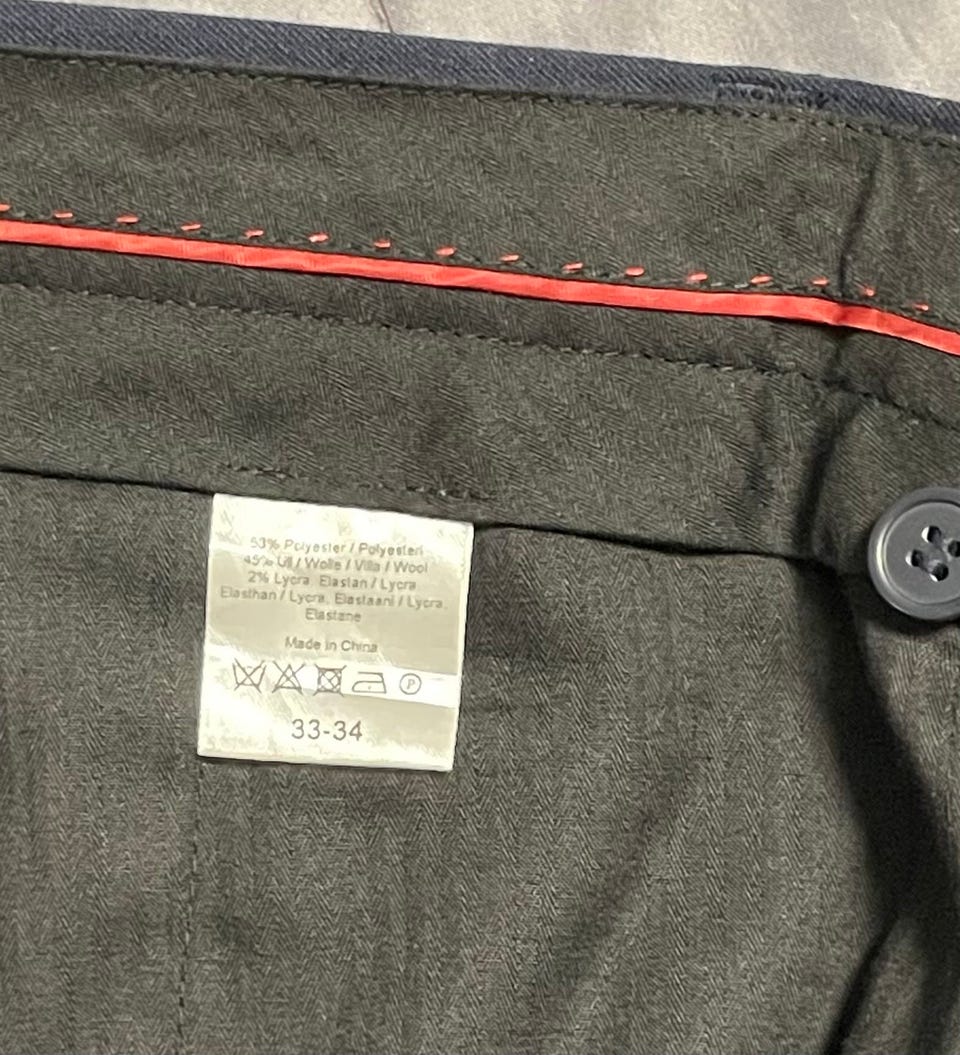 53% Polyester / Polyesteri
45% Ull / Wolle / Villa / Wool
2% Lycra, Elastan / Lycra
Elasthan / Lycra, Elastaani / Lycra,
Elastane
Made in China
P
33-34